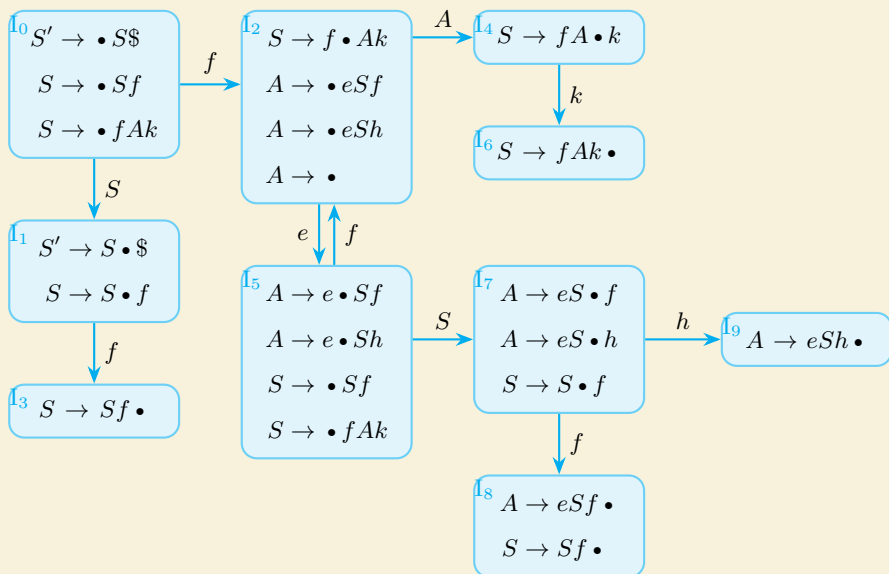 I₀
S′ → • S$
S → • Sf
S → • fAk
f
I₂
S → f • Ak
A → • eSf
A → • eSh
A → •
A
I₄
S → fA • k
k
I₆
S → fAk •
S
I₁
S′ → S • $
S → S • f
f
I₃
S → Sf •
e
f
I₅
A → e • Sf
A → e • Sh
S → • Sf
S → • fAk
S
I₇
A → eS • f
A → eS • h
S → S • f
h
I₉
A → eSh •
f
I₈
A → eSf •
S → Sf •